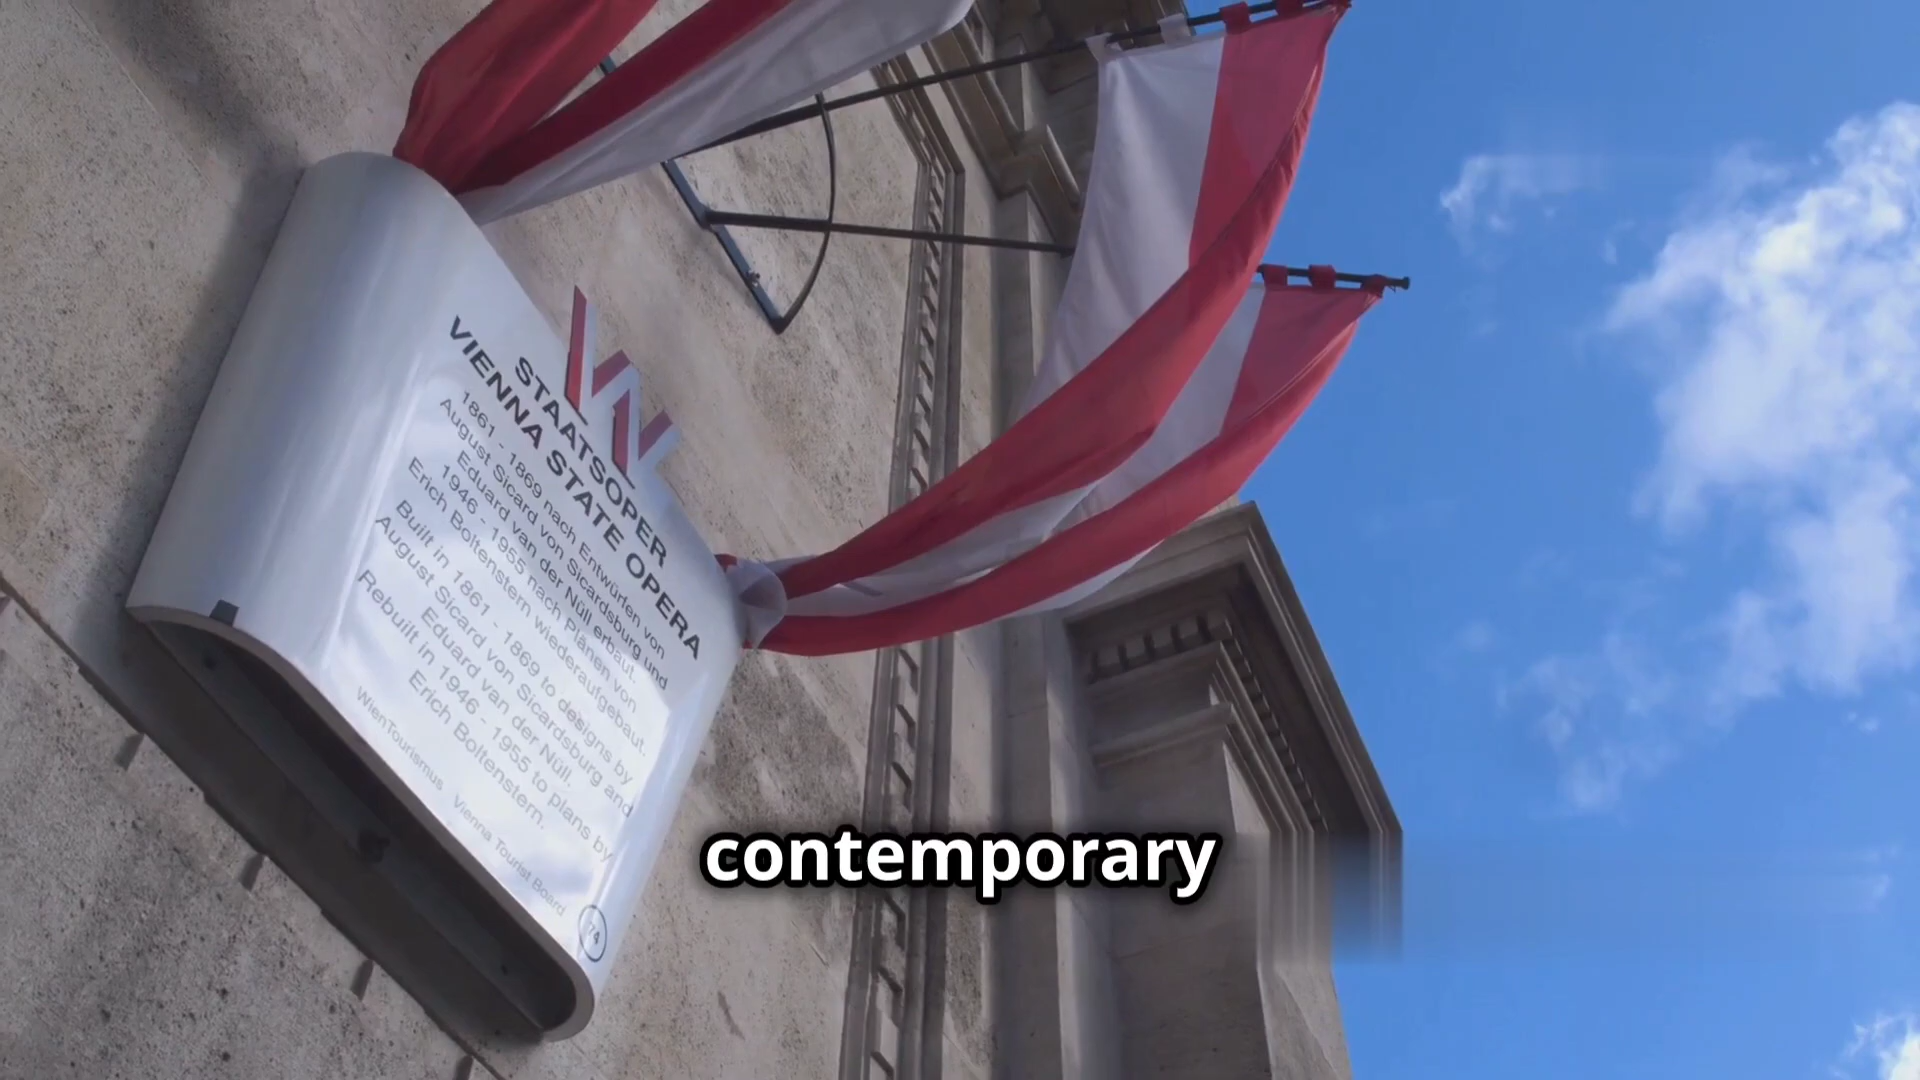 W
STAATSOPER
VIENNA STATE OPERA
1861 - 1869 nach Entwürfen von
August Sicard von Sicardsburg und
Eduard van der Nüll erbaut.
1946 - 1955 nach Plänen von
Erich Boltenstern wiederaufgebaut.
Built in 1861 - 1869 to designs by
August Sicard von Sicardsburg and
Eduard van der Nüll.
Rebuilt in 1946 - 1955 to plans by
Erich Boltenstern.
WienTourismus Vienna Tourist Board
74
contemporary